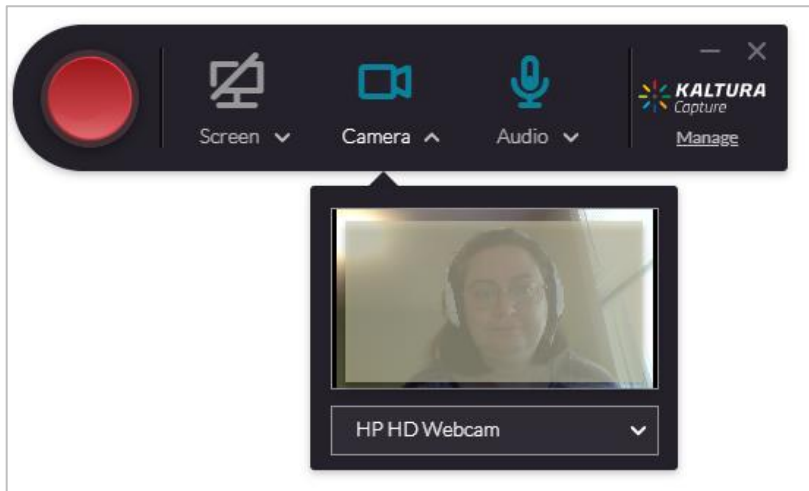 Screen
Camera
Audio
KALTURA
Capture
Manage
HP HD Webcam